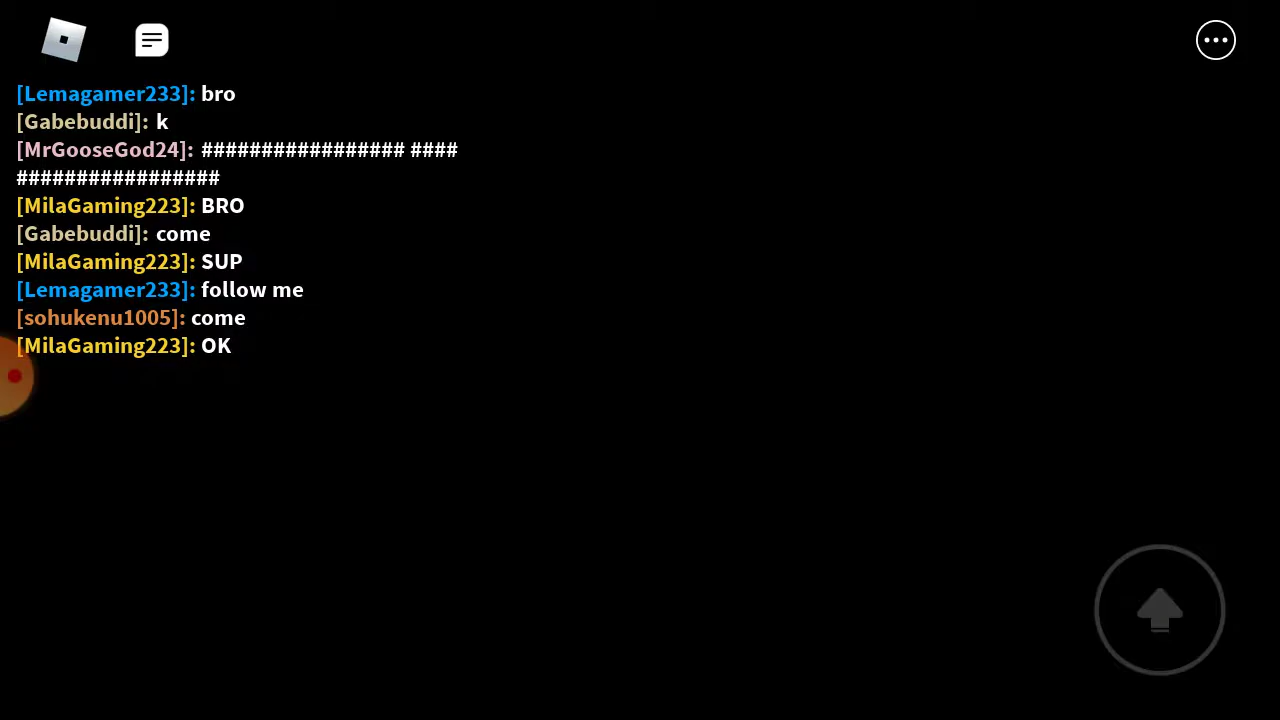 [Lemagamer233]: bro
[Gabebuddi]: k
[MrGooseGod24]: ################# ####
#################
[MilaGaming223]: BRO
[Gabebuddi]: come
[MilaGaming223]: SUP
[Lemagamer233]: follow me
[sohukenu1005]: come
[MilaGaming223]: OK